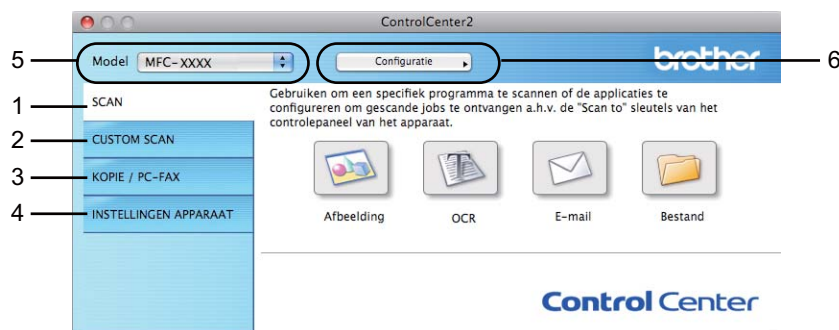 ControlCenter2
5
Model
MFC-XXXX
Configuratie
brother
6
1
SCAN
Gebruiken om een specifiek programma te scannen of de applicaties te
configureren om gescande jobs te ontvangen a.h.v. de "Scan to" sleutels van het
controlepaneel van het apparaat.
2
CUSTOM SCAN
3
KOPIE / PC-FAX
4
INSTELLINGEN APPARAAT
Afbeelding
OCR
E-mail
Bestand
Control Center